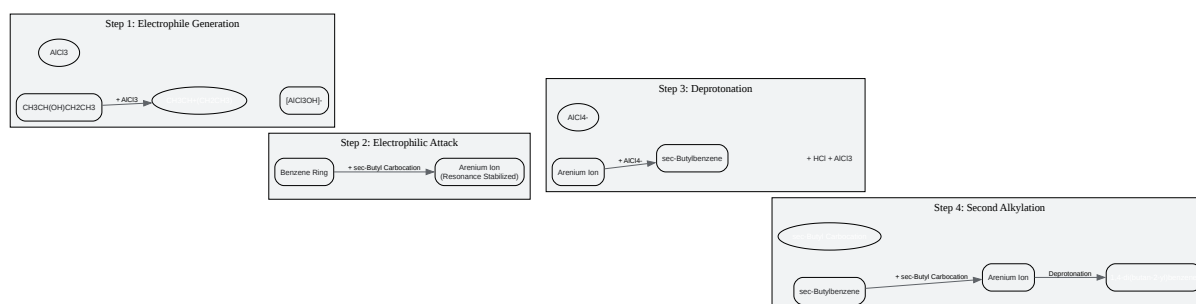 Step 1: Electrophile Generation
AlCl3
CH3CH(OH)CH2CH3
+ AlCl3
[AlCl3OH]-
Step 2: Electrophilic Attack
Benzene Ring
+ sec-Butyl Carbocation
Arenium Ion
(Resonance Stabilized)
Step 3: Deprotonation
AlCl4-
Arenium Ion
+ AlCl4-
sec-Butylbenzene
+ HCl + AlCl3
Step 4: Second Alkylation
sec-Butylbenzene
+ sec-Butyl Carbocation
Arenium Ion
Deprotonation